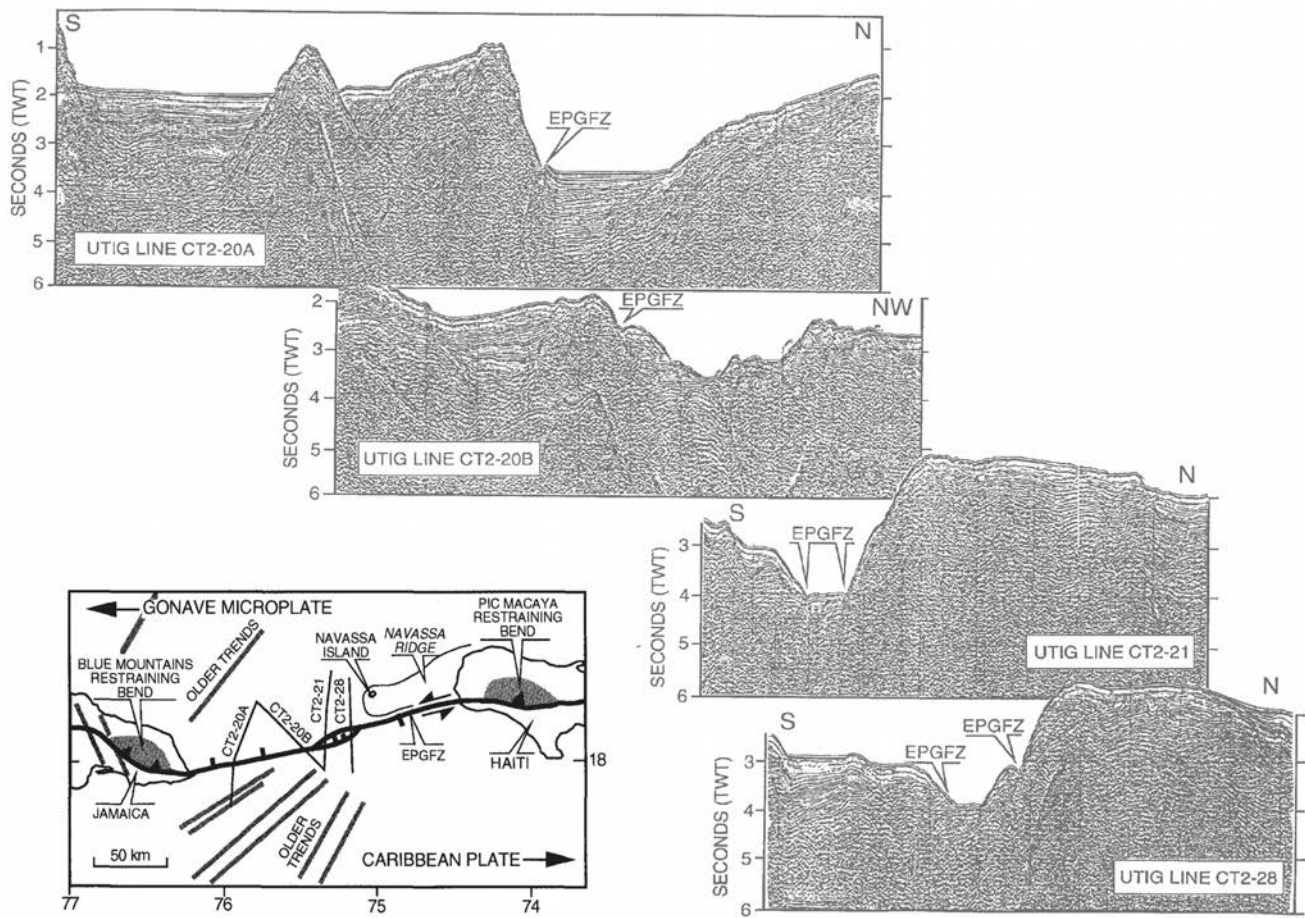 S
N
1
2
3
4
5
6
SECONDS (TWT)
EPGFZ
UTIG LINE CT2-20A
NW
2
3
4
5
6
SECONDS (TWT)
EPGFZ
UTIG LINE CT2-20B
S
N
3
4
5
6
SECONDS (TWT)
EPGFZ
UTIG LINE CT2-21
S
N
3
4
5
6
SECONDS (TWT)
EPGFZ
EPGFZ
UTIG LINE CT2-28
GONAVE MICROPLATE
PIC MACAYA
RESTRAINING
BEND
NAVASSA
ISLAND
NAVASSA
RIDGE
BLUE MOUNTAINS
RESTRAINING
BEND
OLDER TRENDS
CT2-20A
CT2-20B
CT2-21
CT2-28
EPGFZ
HAITI
18
JAMAICA
OLDER
TRENDS
50 km
CARIBBEAN PLATE
77
76
75
74